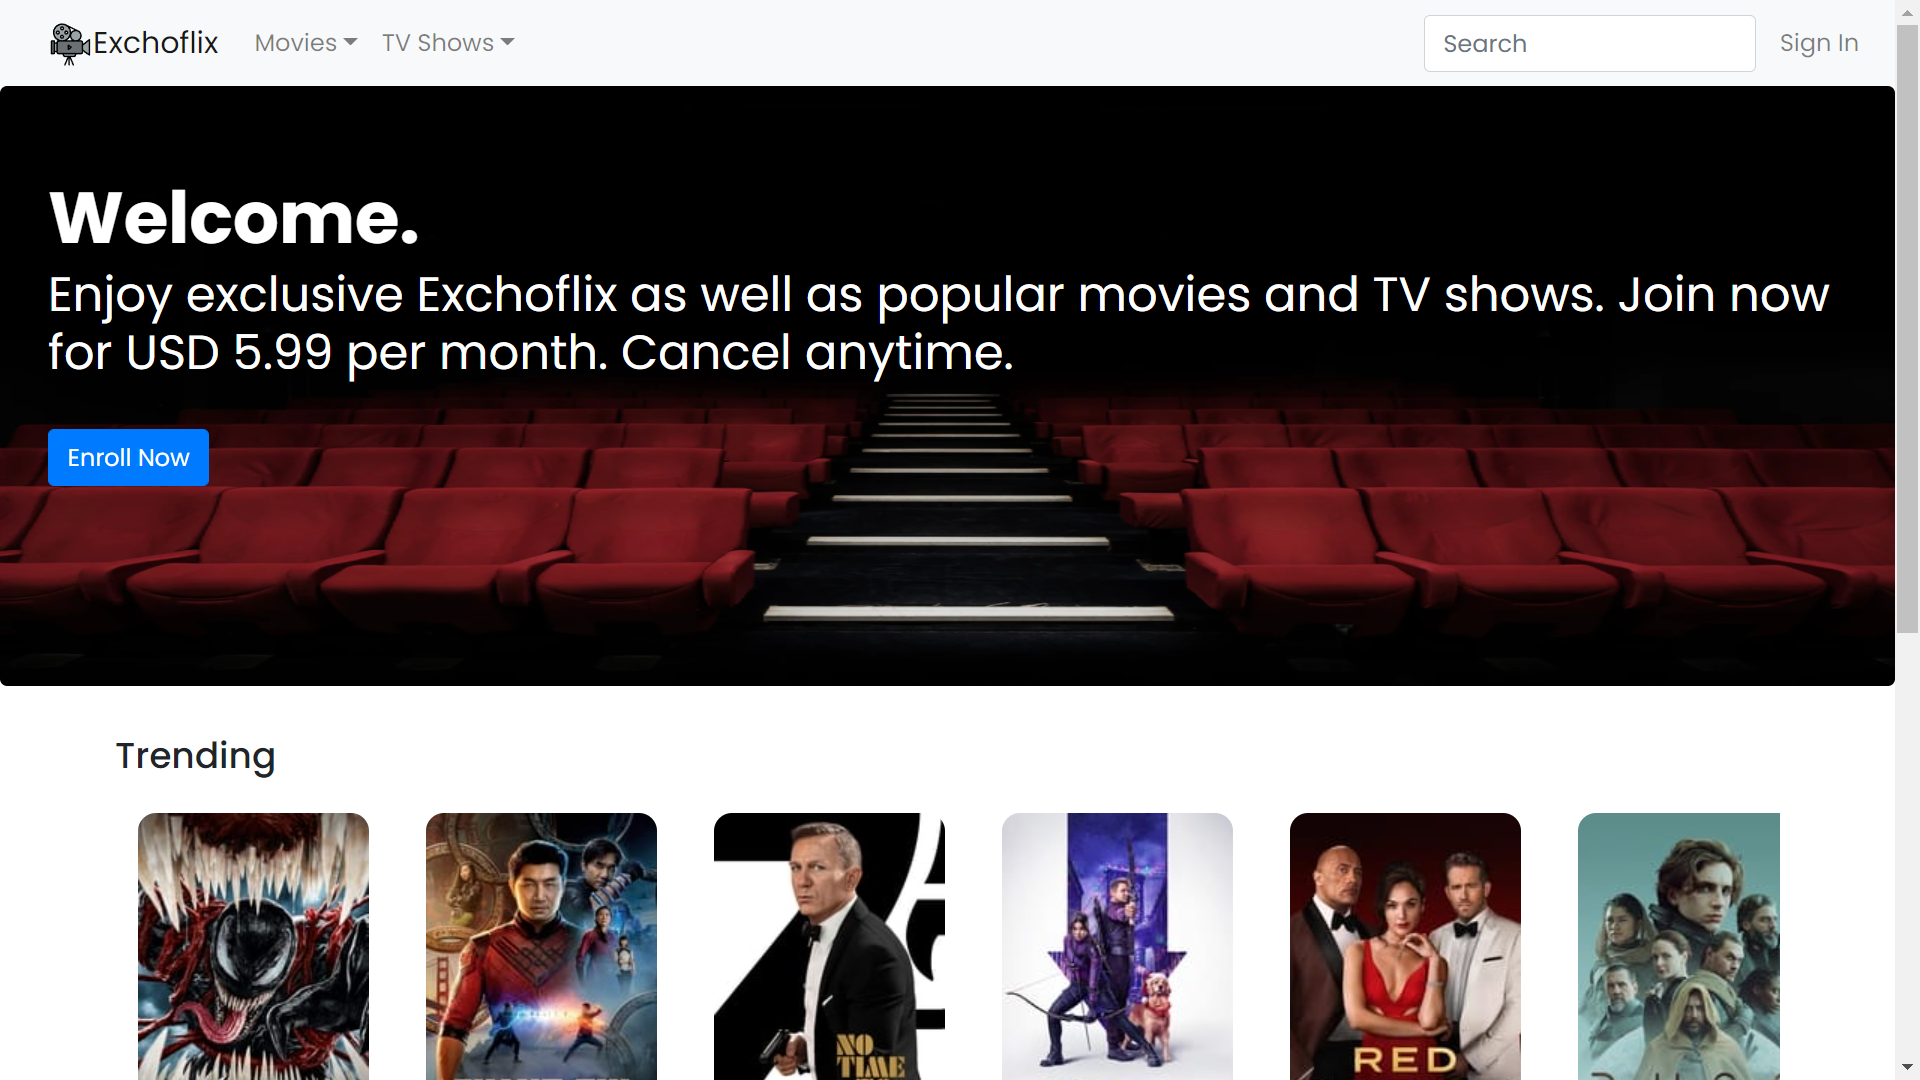 Exchoflix
Movies
TV Shows
Search
Sign In
Welcome.
Enjoy exclusive Exchoflix as well as popular movies and TV shows. Join now
for USD 5.99 per month. Cancel anytime.
Enroll Now
Trending
NO
TIME
RED